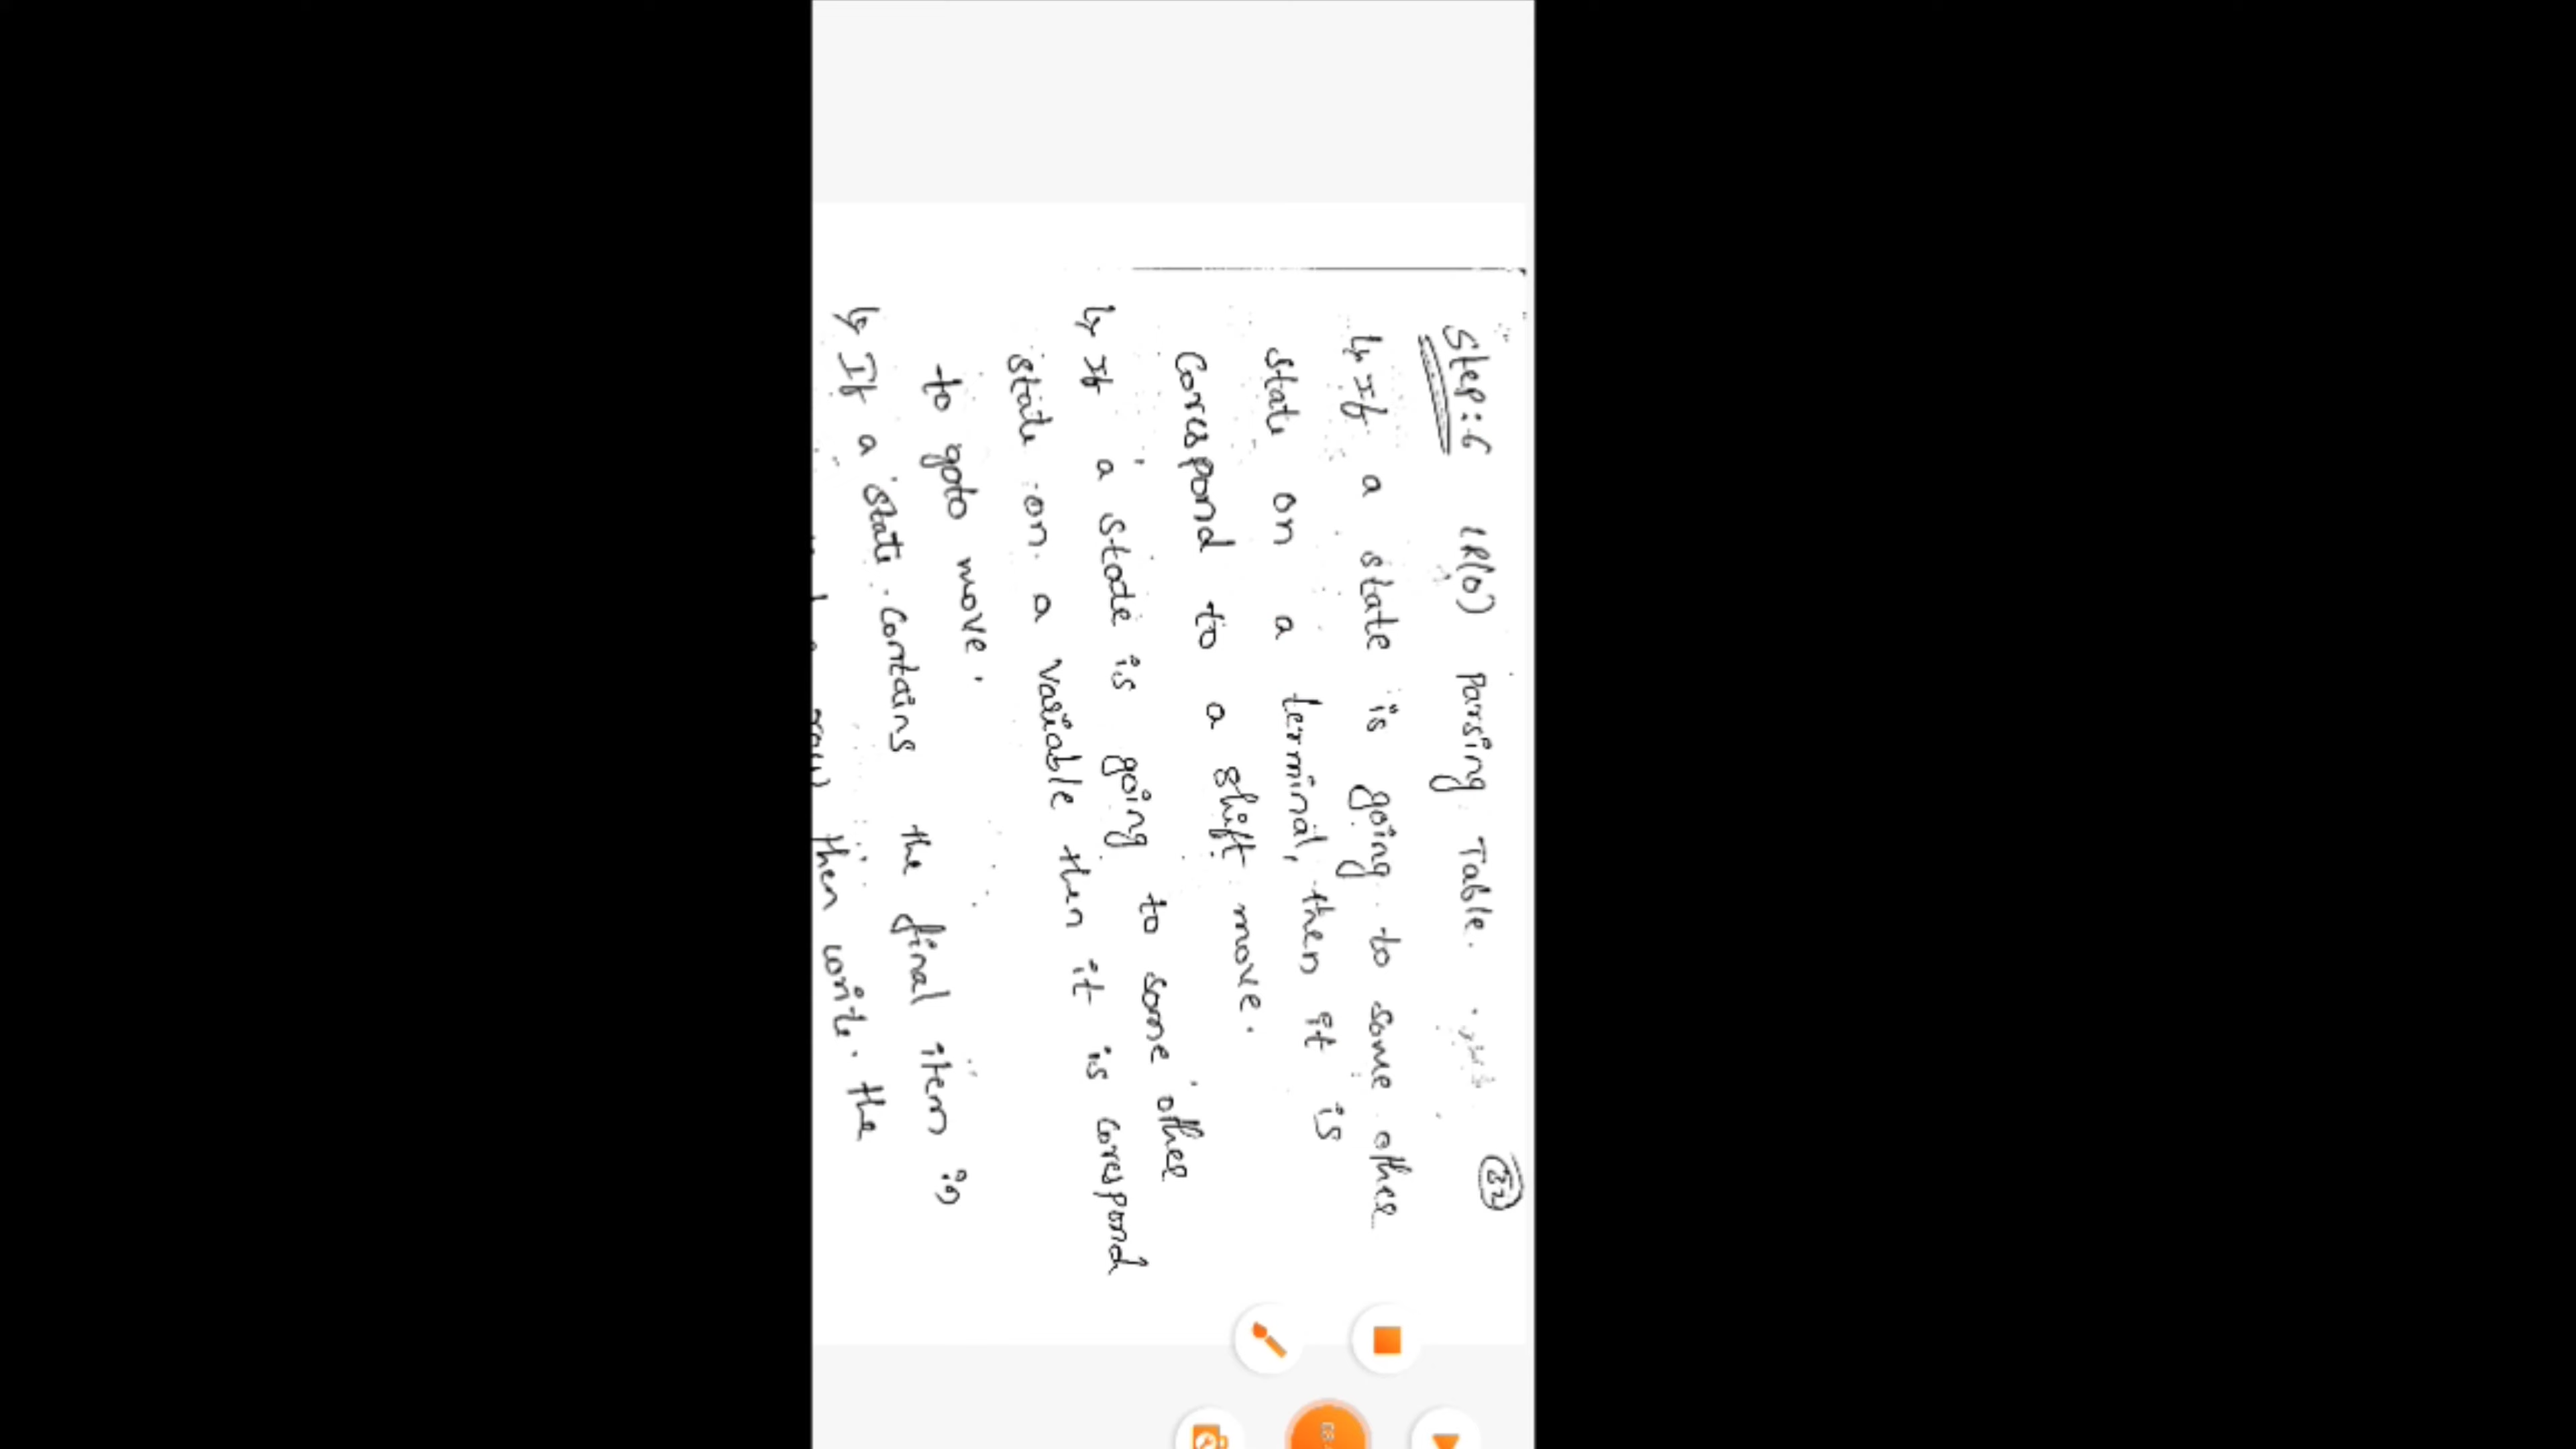 Step:6 LR(0) Parsing Table.
(32)
↳ If a state is going to some other
state on a terminal, then it is
Correspond to a shift move.
↳ If a state is going to some other
state on a variable then it is correspond
to goto move.
↳ If a state contains the final item in
then write the